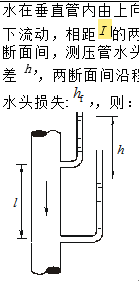 水在垂直管内由上向
下流动，相距 l 的两
断面间，测压管水头
差 h，两断面间沿程
水头损失: hf ，则：
h
l